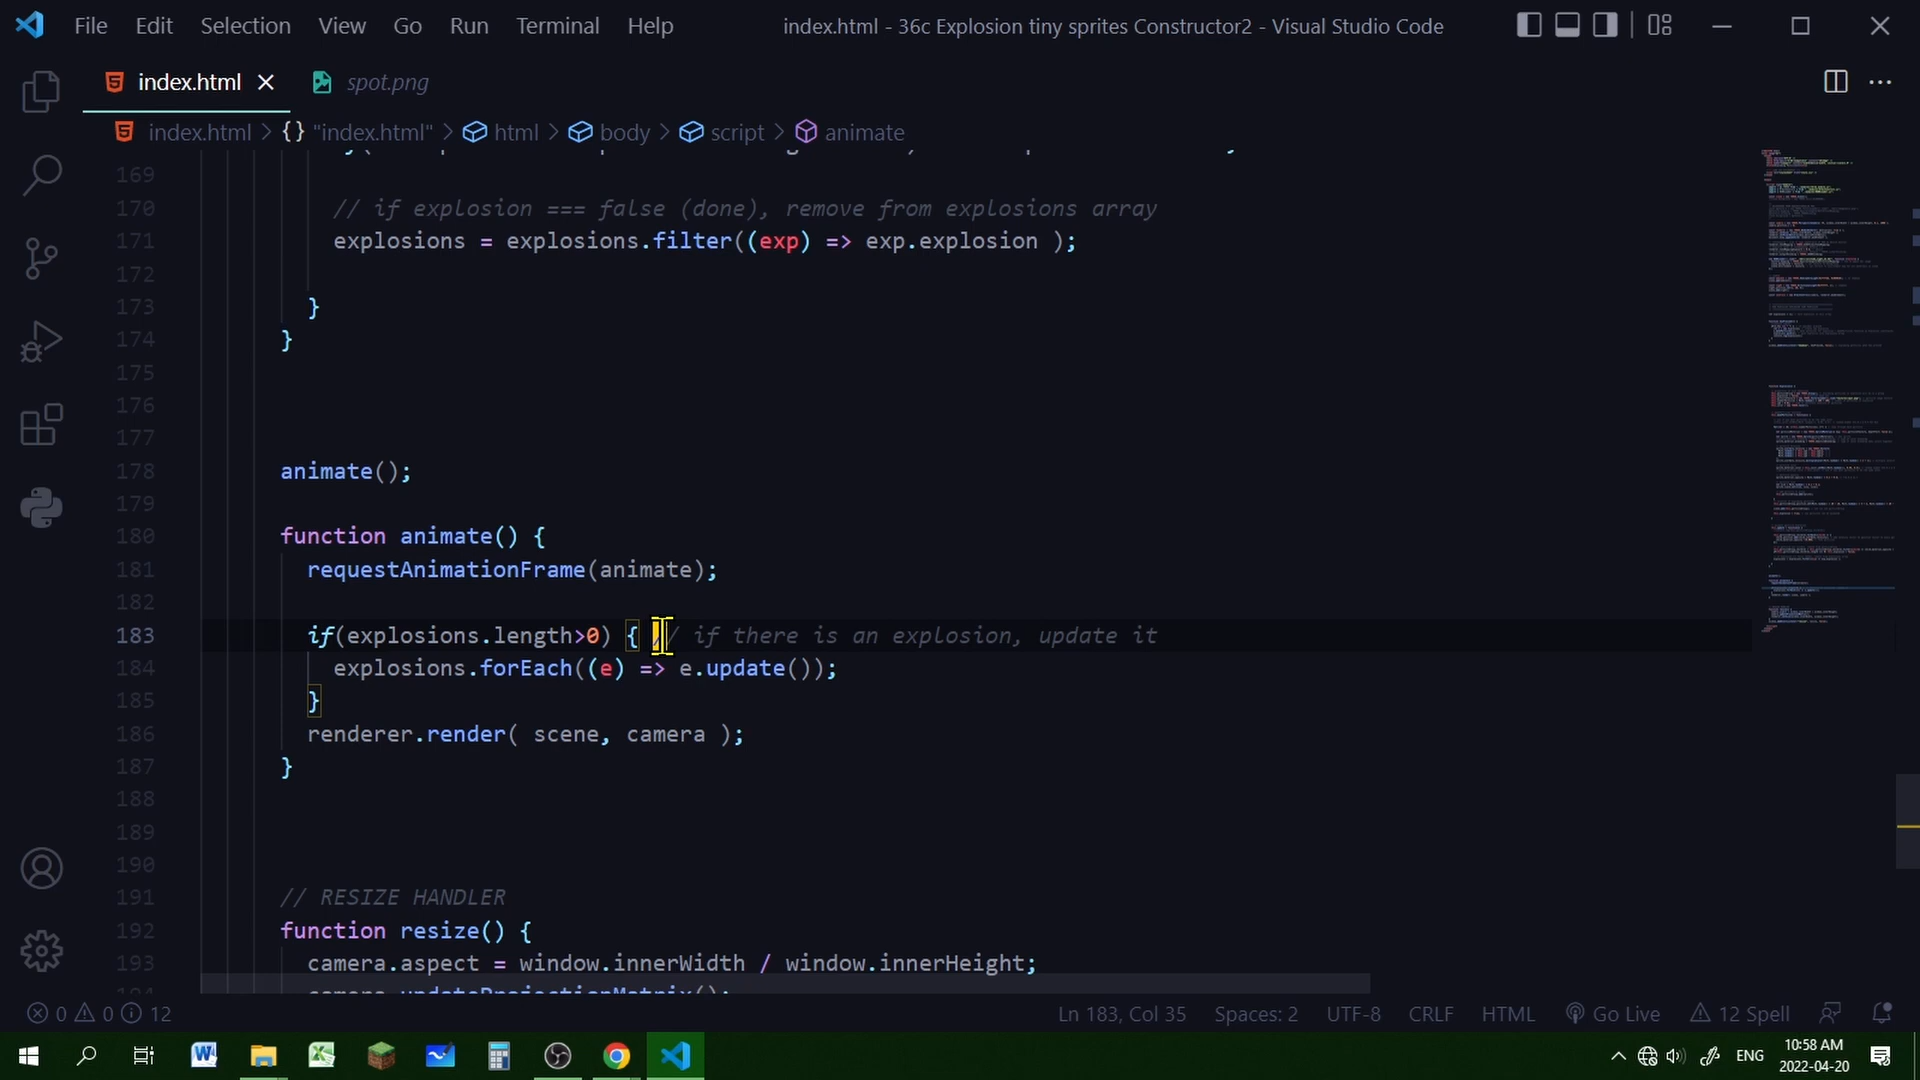 File Edit Selection View Go Run Terminal Help index.html - 36c Explosion tiny sprites Constructor2 - Visual Studio Code
index.html spot.png
index.html > {} "index.html" > html > body > script > animate
169
170 // if explosion === false (done), remove from explosions array
171 explosions = explosions.filter((exp) => exp.explosion );
172
173 }
174 }
175
176
177
178 animate();
179
180 function animate() {
181 requestAnimationFrame(animate);
182
183 if(explosions.length>0) { // if there is an explosion, update it
184 explosions.forEach((e) => e.update());
185 }
186 renderer.render( scene, camera );
187 }
188
189
190
191 // RESIZE HANDLER
192 function resize() {
193 camera.aspect = window.innerWidth / window.innerHeight;
194 camera.updateProjectionMatrix();
0 0 12 Ln 183, Col 35 Spaces: 2 UTF-8 CRLF HTML Go Live 12 Spell
ENG 10:58 AM
2022-04-20